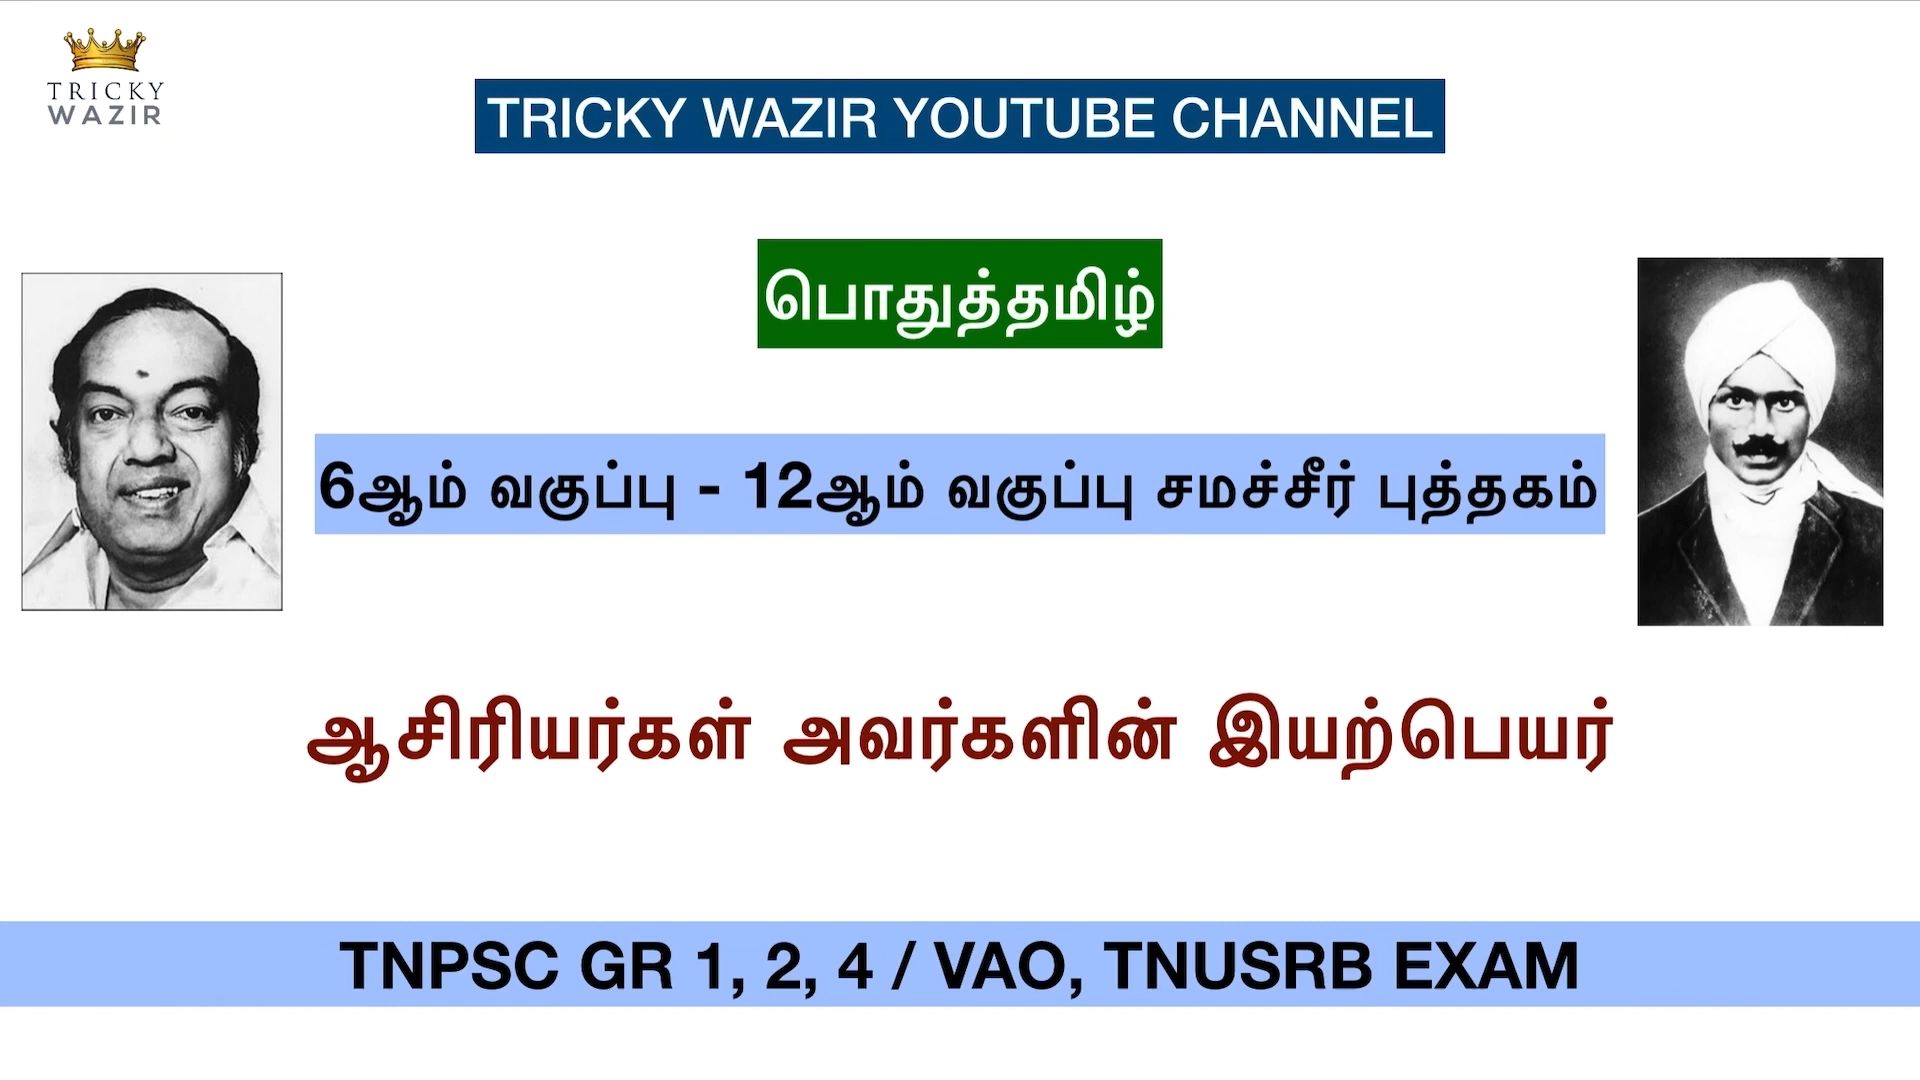 TRICKY
WAZIR
TRICKY WAZIR YOUTUBE CHANNEL
பொதுத்தமிழ்
6ஆம் வகுப்பு - 12ஆம் வகுப்பு சமச்சீர் புத்தகம்
ஆசிரியர்கள் அவர்களின் இயற்பெயர்
TNPSC GR 1, 2, 4 / VAO, TNUSRB EXAM